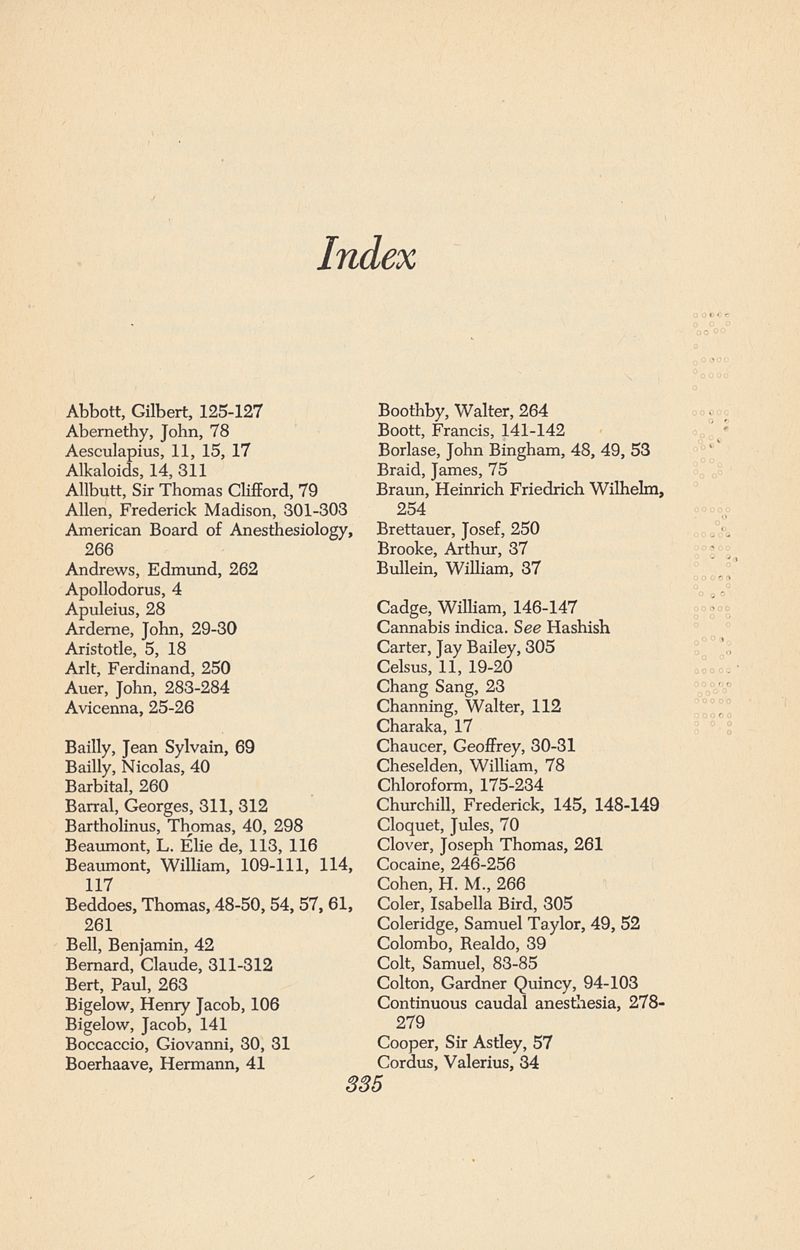 Index
Abbott, Gilbert, 125-127
Abernethy, John, 78
Aesculapius, 11, 15, 17
Alkaloids, 14, 311
Allbutt, Sir Thomas Clifford, 79
Allen, Frederick Madison, 301-303
American Board of Anesthesiology,
266
Andrews, Edmund, 262
Apollodorus, 4
Apuleius, 28
Arderne, John, 29-30
Aristotle, 5, 18
Arlt, Ferdinand, 250
Auer, John, 283-284
Avicenna, 25-26
Bailly, Jean Sylvain, 69
Bailly, Nicolas, 40
Barbital, 260
Barral, Georges, 311, 312
Bartholinus, Thomas, 40, 298
Beaumont, L. Élie de, 113, 116
Beaumont, William, 109-111, 114,
117
Beddoes, Thomas, 48-50, 54, 57, 61,
261
Bell, Benjamin, 42
Bernard, Claude, 311-312
Bert, Paul, 263
Bigelow, Henry Jacob, 106
Bigelow, Jacob, 141
Boccaccio, Giovanni, 30, 31
Boerhaave, Hermann, 41
Boothby, Walter, 264
Boott, Francis, 141-142
Borlase, John Bingham, 48, 49, 53
Braid, James, 75
Braun, Heinrich Friedrich Wilhelm,
254
Brettauer, Josef, 250
Brooke, Arthur, 37
Bullein, William, 37
Cadge, William, 146-147
Cannabis indica. See Hashish
Carter, Jay Bailey, 305
Celsus, 11, 19-20
Chang Sang, 23
Channing, Walter, 112
Charaka, 17
Chaucer, Geoffrey, 30-31
Cheselden, William, 78
Chloroform, 175-234
Churchill, Frederick, 145, 148-149
Cloquet, Jules, 70
Clover, Joseph Thomas, 261
Cocaine, 246-256
Cohen, H. M., 266
Coler, Isabella Bird, 305
Coleridge, Samuel Taylor, 49, 52
Colombo, Realdo, 39
Colt, Samuel, 83-85
Colton, Gardner Quincy, 94-103
Continuous caudal anesthesia, 278-
279
Cooper, Sir Astley, 57
Cordus, Valerius, 34
335